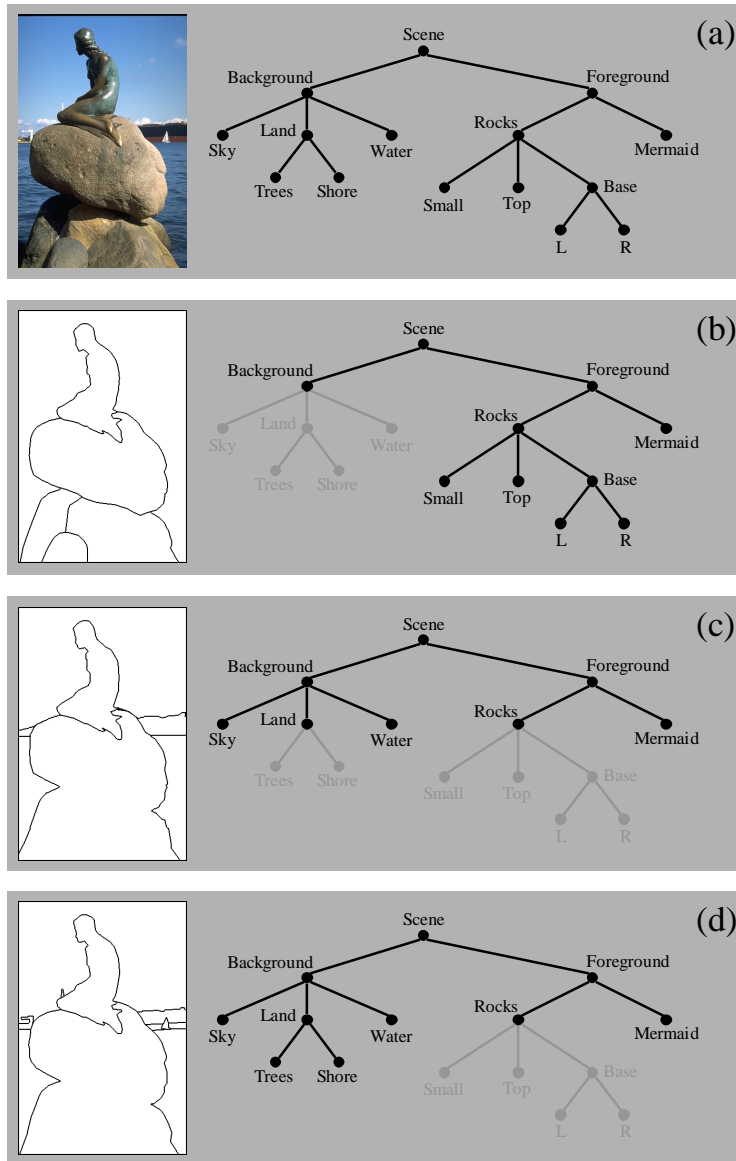 (a)
Scene
Background Foreground
Sky Land Water Rocks Mermaid
Trees Shore Small Top Base
L R
(b)
Scene
Background Foreground
Sky Land Water Rocks Mermaid
Trees Shore Small Top Base
L R
(c)
Scene
Background Foreground
Sky Land Water Rocks Mermaid
Trees Shore Small Top Base
L R
(d)
Scene
Background Foreground
Sky Land Water Rocks Mermaid
Trees Shore Small Top Base
L R